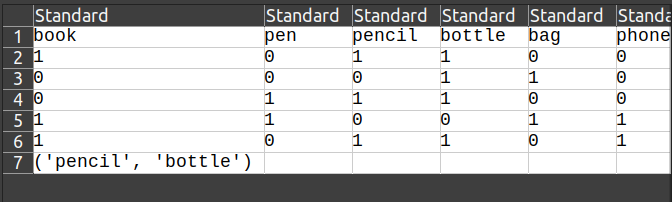 Standard Standard Standard Standard Standard Standa
1 book pen pencil bottle bag phone
2 1 0 1 1 0 0
3 0 0 0 1 1 0
4 0 1 1 1 0 0
5 1 1 0 0 1 1
6 1 0 1 1 0 1
7 ('pencil', 'bottle')